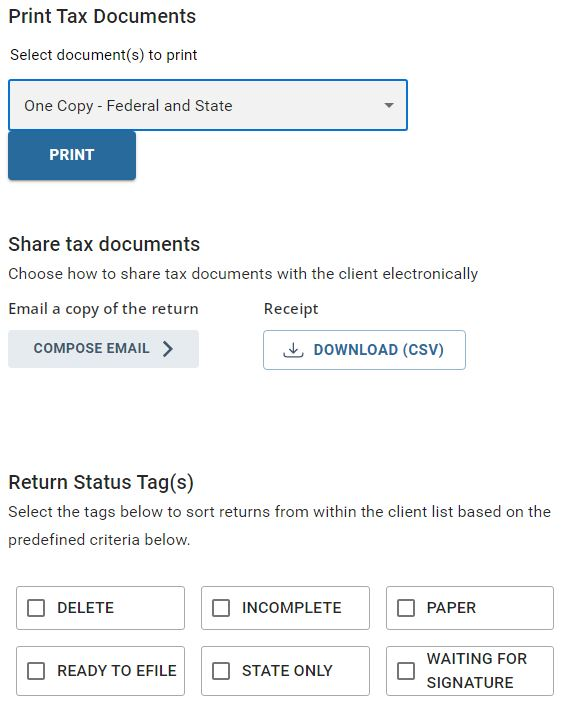 Print Tax Documents
Select document(s) to print
One Copy - Federal and State
PRINT
Share tax documents
Choose how to share tax documents with the client electronically
Email a copy of the return
Receipt
COMPOSE EMAIL
DOWNLOAD (CSV)
Return Status Tag(s)
Select the tags below to sort returns from within the client list based on the
predefined criteria below.
DELETE
INCOMPLETE
PAPER
READY TO EFILE
STATE ONLY
WAITING FOR
SIGNATURE